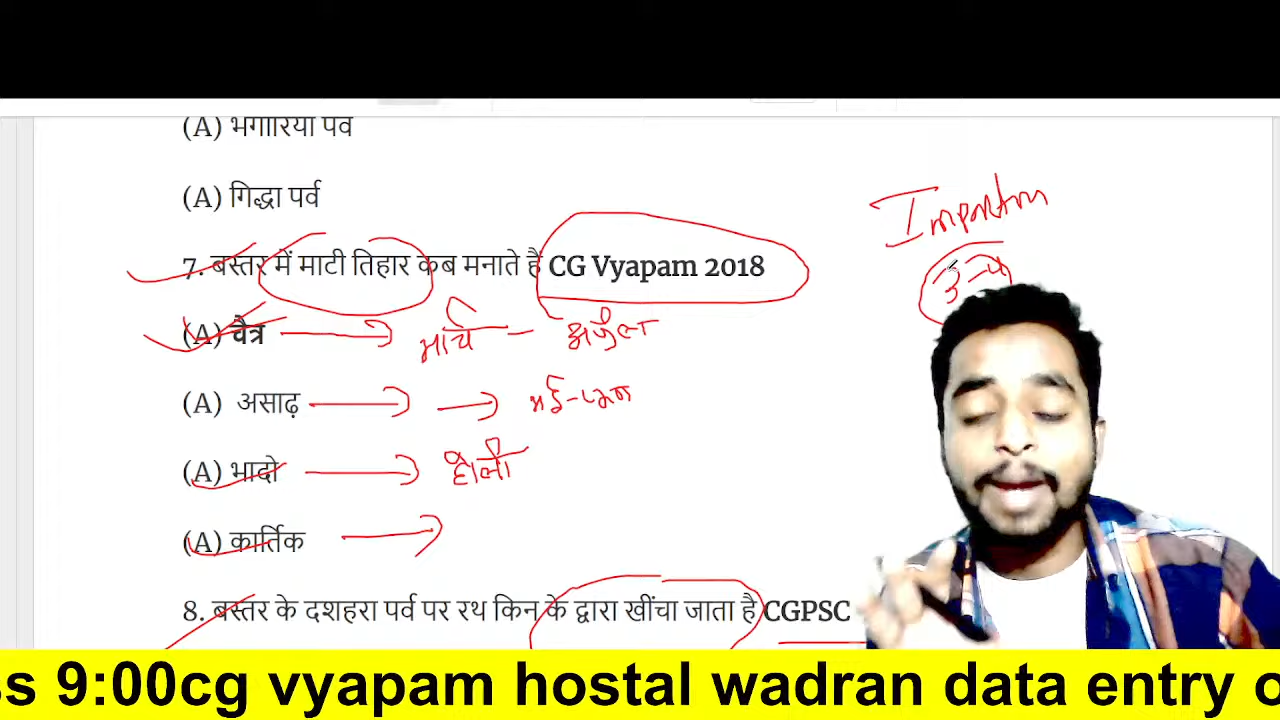 (A) भगोरिया पर्व
(A) गिद्धा पर्व
7. बस्तर में माटी तिहार कब मनाते हैं CG Vyapam 2018
(A) चैत्र
मार्च - अप्रैल
(A) असाढ़
(A) भादो
होली
(A) कार्तिक
8. बस्तर के दशहरा पर्व पर रथ किन के द्वारा खींचा जाता है CGPSC
ss 9:00cg vyapam hostal wadran data entry o